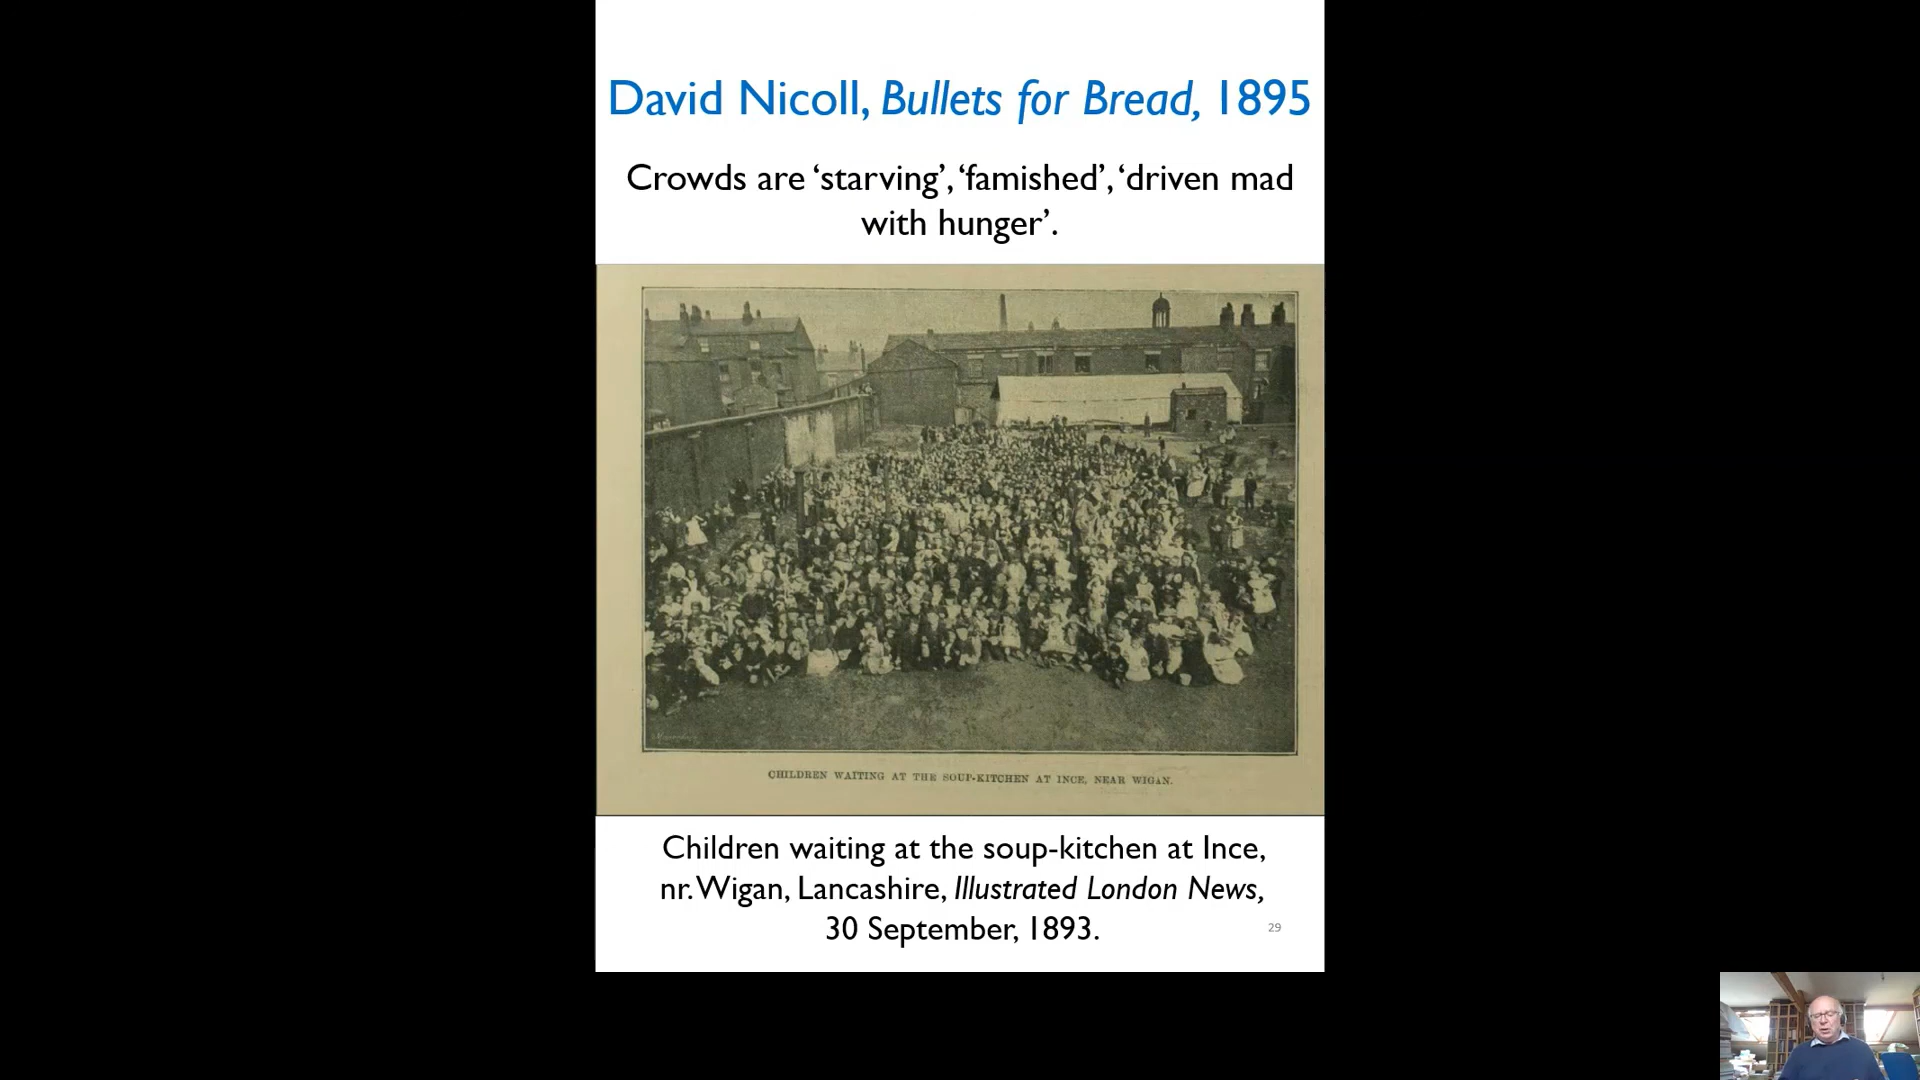 David Nicoll, Bullets for Bread, 1895
Crowds are ‘starving’, ‘famished’, ‘driven mad
with hunger’.
CHILDREN WAITING AT THE SOUP-KITCHEN AT INCE, NEAR WIGAN.
Children waiting at the soup-kitchen at Ince,
nr. Wigan, Lancashire, Illustrated London News,
30 September, 1893.
29